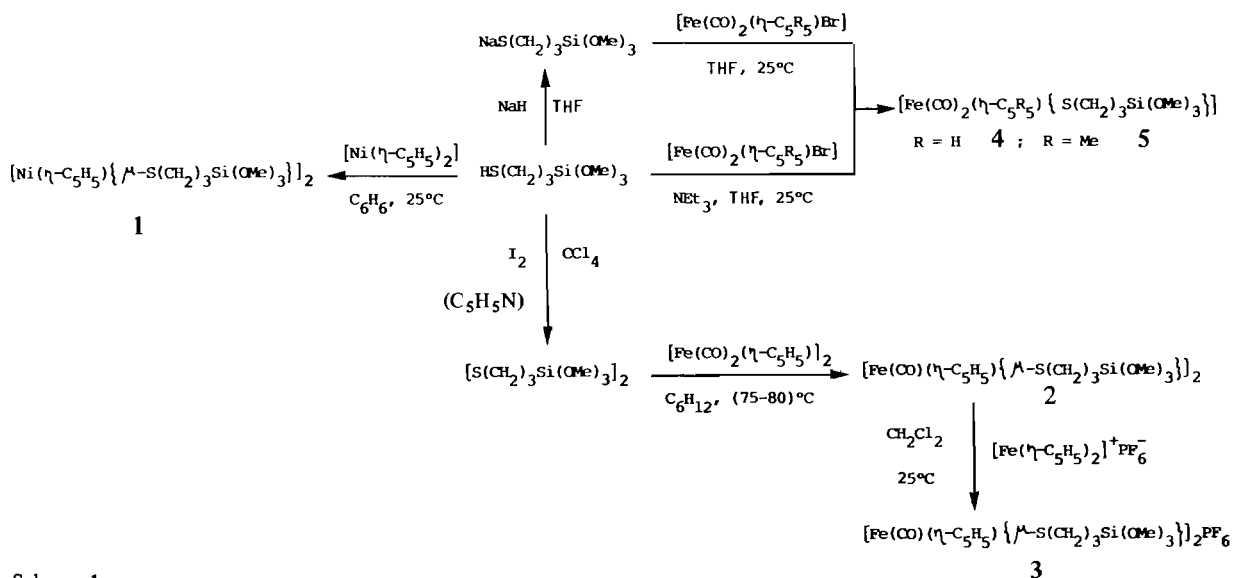 [Fe(CO)₂(η-C₅R₅)Br]
NaS(CH₂)₃Si(OMe)₃
THF, 25°C
NaH THF
[Fe(CO)₂(η-C₅R₅){S(CH₂)₃Si(OMe)₃}]
R = H 4 ; R = Me 5
[Ni(η-C₅H₅)₂]
[Fe(CO)₂(η-C₅R₅)Br]
[Ni(η-C₅H₅){μ-S(CH₂)₃Si(OMe)₃}]₂
HS(CH₂)₃Si(OMe)₃
C₆H₆, 25°C
NEt₃, THF, 25°C
1
I₂ CCl₄
(C₅H₅N)
[Fe(CO)₂(η-C₅H₅)]₂
[S(CH₂)₃Si(OMe)₃]₂
[Fe(CO)(η-C₅H₅){μ-S(CH₂)₃Si(OMe)₃}]₂
C₆H₁₂, (75-80)°C
2
CH₂Cl₂
[Fe(η-C₅H₅)₂]⁺PF₆⁻
25°C
[Fe(CO)(η-C₅H₅){μ-S(CH₂)₃Si(OMe)₃}]₂PF₆
3